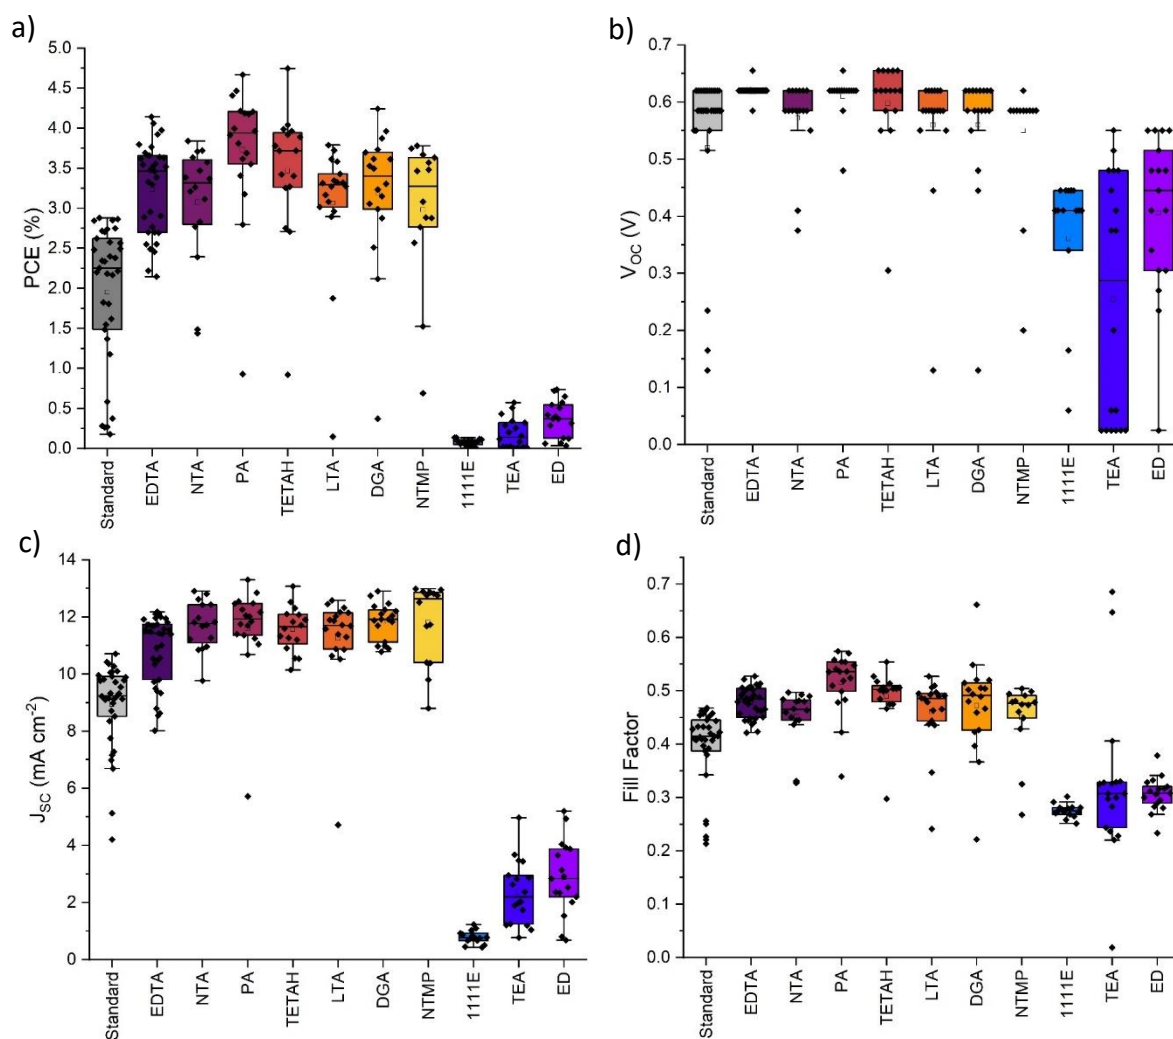 a)
5.0
4.5
4.0
3.5
3.0
2.5
2.0
1.5
1.0
0.5
0.0
PCE (%)
Standard
EDTA
NTA
PA
TETAH
LTA
DGA
NTMP
1111E
TEA
ED
b)
0.7
0.6
0.5
0.4
0.3
0.2
0.1
0.0
V_OC (V)
Standard
EDTA
NTA
PA
TETAH
LTA
DGA
NTMP
1111E
TEA
ED
c)
14
12
10
8
6
4
2
0
J_SC (mA cm⁻²)
Standard
EDTA
NTA
PA
TETAH
LTA
DGA
NTMP
1111E
TEA
ED
d)
0.7
0.6
0.5
0.4
0.3
0.2
0.1
0.0
Fill Factor
Standard
EDTA
NTA
PA
TETAH
LTA
DGA
NTMP
1111E
TEA
ED